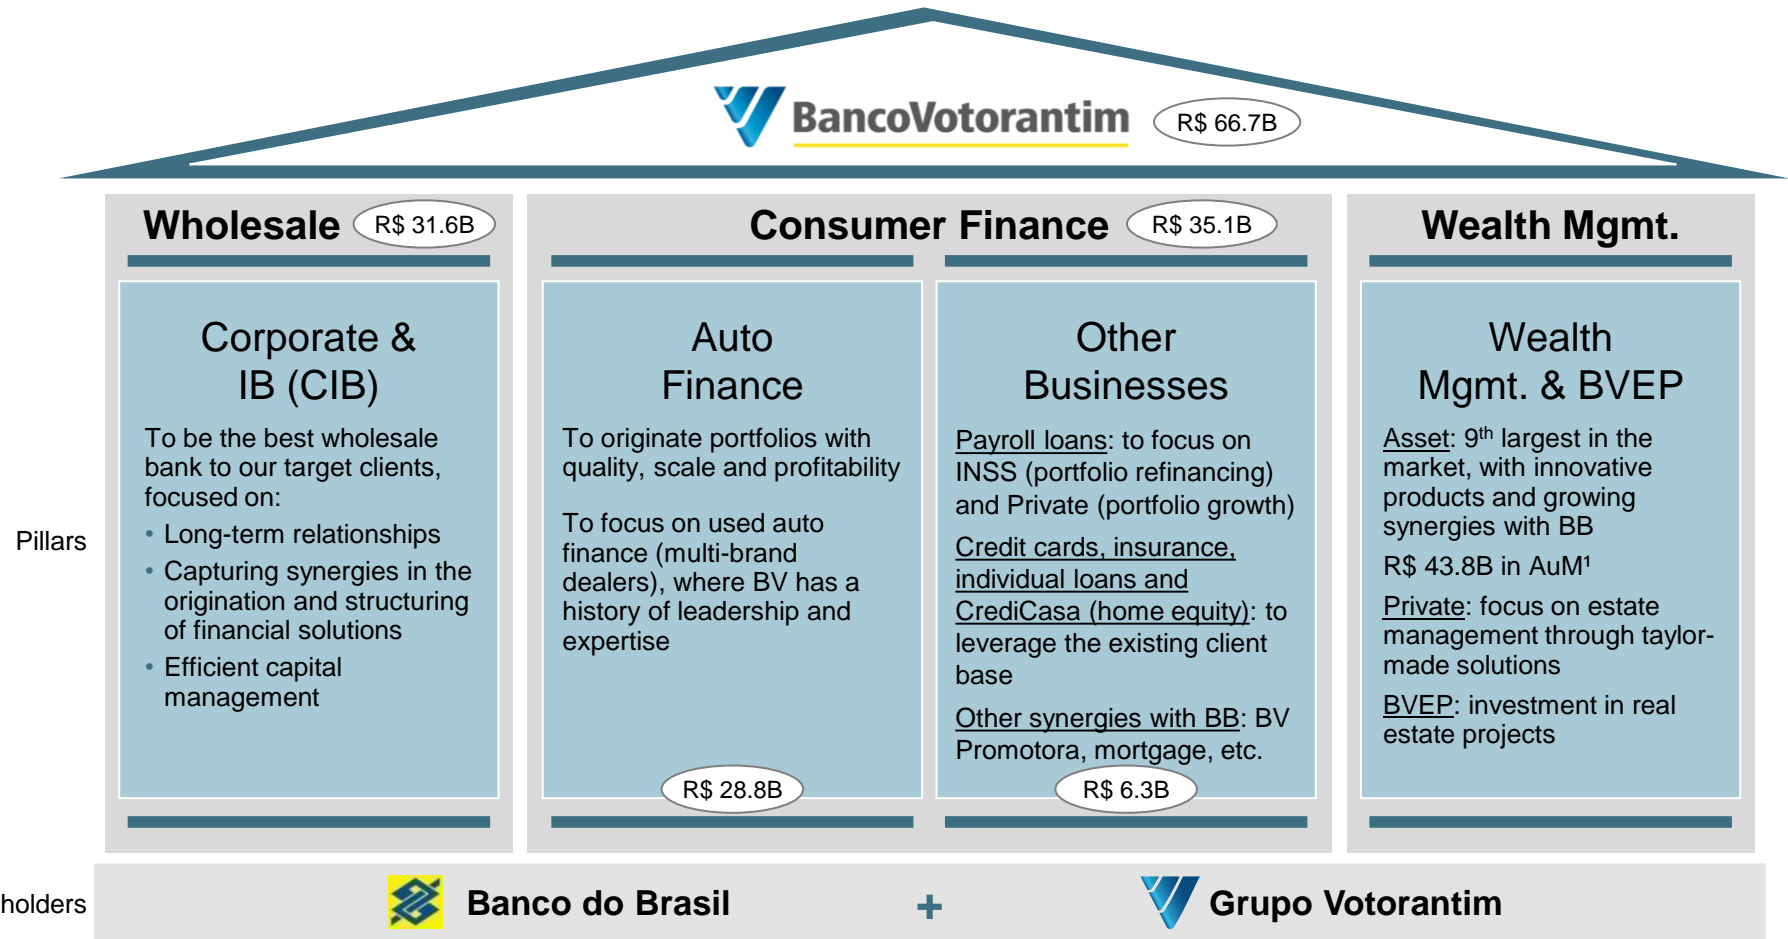 BancoVotorantim
R$ 66.7B
Wholesale
R$ 31.6B
Consumer Finance
R$ 35.1B
Wealth Mgmt.
Pillars
Corporate &
IB (CIB)
To be the best wholesale
bank to our target clients,
focused on:
• Long-term relationships
• Capturing synergies in the
origination and structuring
of financial solutions
• Efficient capital
management
Auto
Finance
To originate portfolios with
quality, scale and profitability
To focus on used auto
finance (multi-brand
dealers), where BV has a
history of leadership and
expertise
R$ 28.8B
Other
Businesses
Payroll loans: to focus on
INSS (portfolio refinancing)
and Private (portfolio growth)
Credit cards, insurance,
individual loans and
CrediCasa (home equity): to
leverage the existing client
base
Other synergies with BB: BV
Promotora, mortgage, etc.
R$ 6.3B
Wealth
Mgmt. & BVEP
Asset: 9th largest in the
market, with innovative
products and growing
synergies with BB
R$ 43.8B in AuM¹
Private: focus on estate
management through taylor-
made solutions
BVEP: investment in real
estate projects
holders
Banco do Brasil
+
Grupo Votorantim